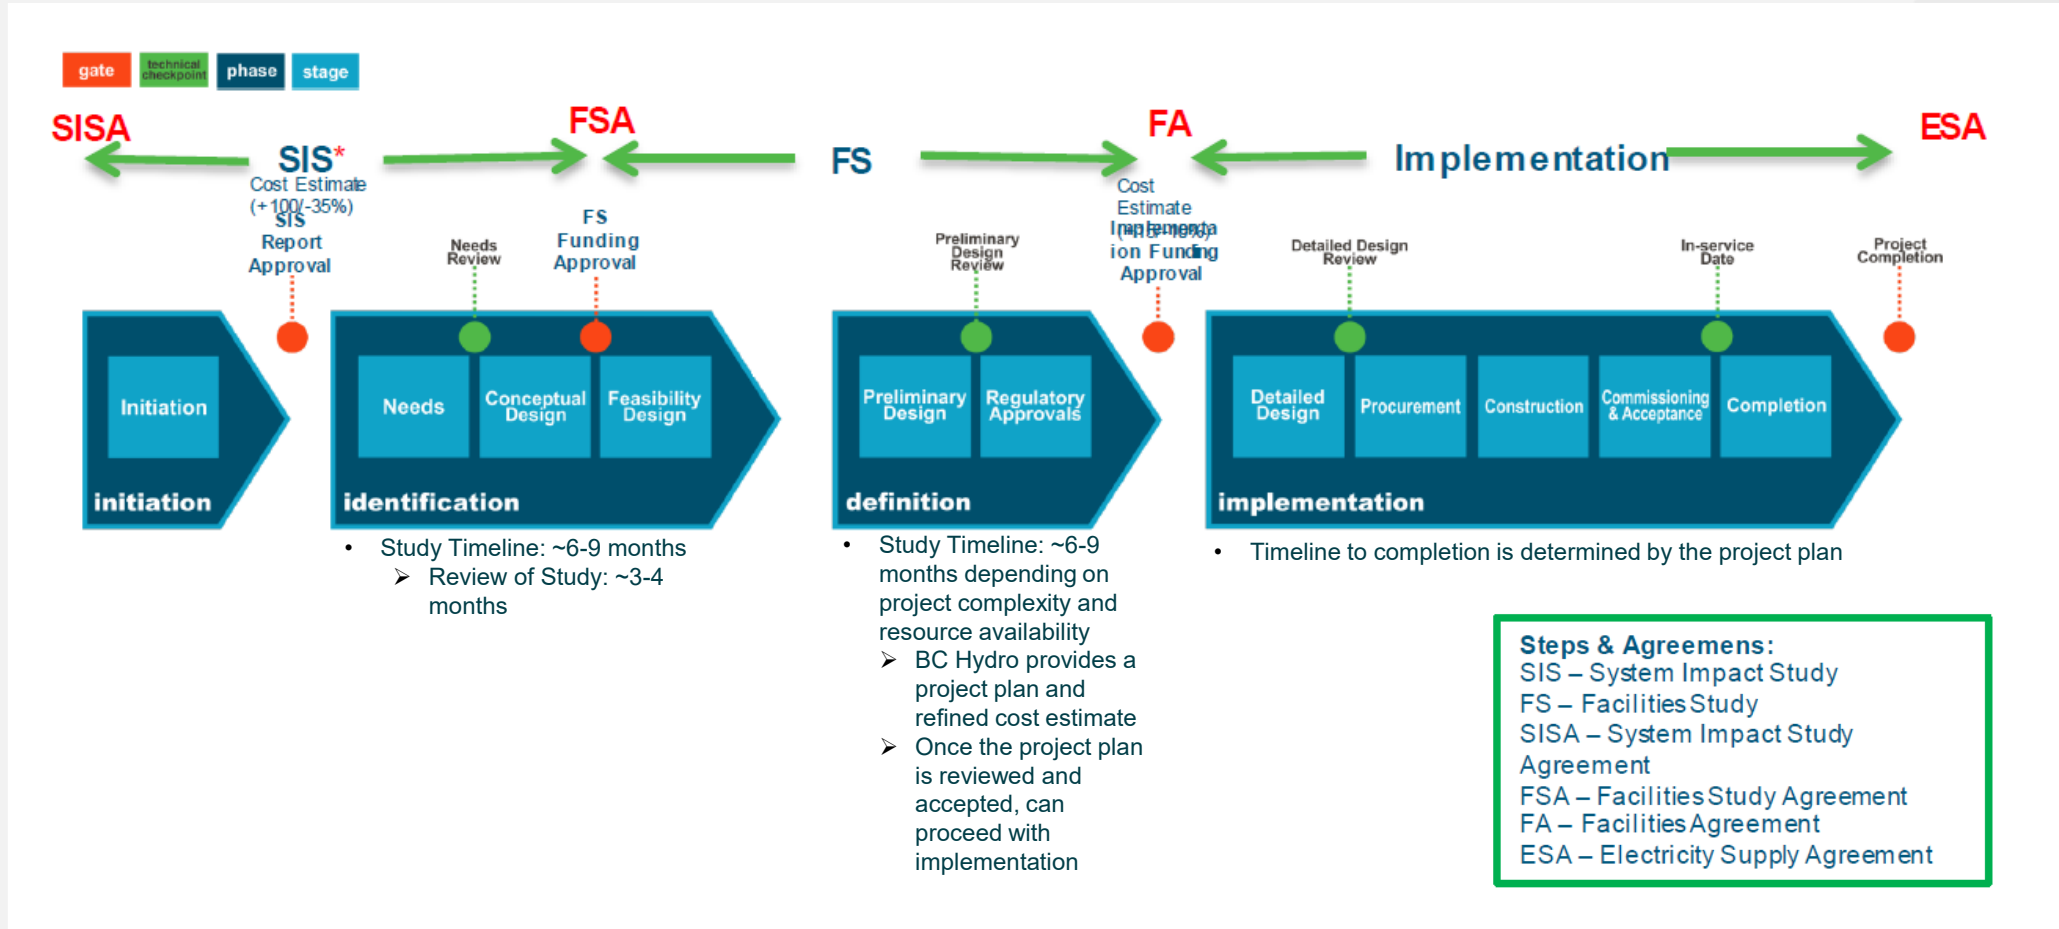 gate
technical
checkpoint
phase
stage
SISA
FSA
FA
ESA
SIS*
FS
Implementation
Cost Estimate
(+100/-35%)
SIS
Report
Approval
Needs
Review
FS
Funding
Approval
Preliminary
Design
Review
Cost
Estimate
Implementa
ion Funding
Approval
Detailed Design
Review
In-service
Date
Project
Completion
Initiation
Needs
Conceptual
Design
Feasibility
Design
Preliminary
Design
Regulatory
Approvals
Detailed
Design
Procurement
Construction
Commissioning
& Acceptance
Completion
initiation
identification
definition
implementation
• Study Timeline: ~6-9 months
➢ Review of Study: ~3-4
months
• Study Timeline: ~6-9
months depending on
project complexity and
resource availability
➢ BC Hydro provides a
project plan and
refined cost estimate
➢ Once the project plan
is reviewed and
accepted, can
proceed with
implementation
• Timeline to completion is determined by the project plan
Steps & Agreemens:
SIS – System Impact Study
FS – Facilities Study
SISA – System Impact Study
Agreement
FSA – Facilities Study Agreement
FA – Facilities Agreement
ESA – Electricity Supply Agreement